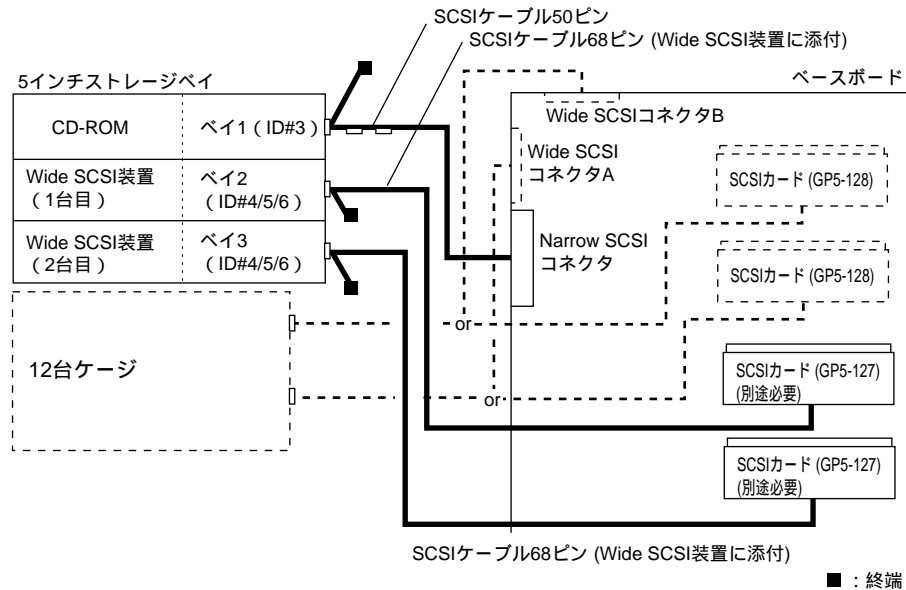 SCSIケーブル50ピン
SCSIケーブル68ピン (Wide SCSI装置に添付)
5インチストレージベイ
ベースボード
CD-ROM
ベイ1 ( ID#3 )
Wide SCSI装置
( 1台目 )
ベイ2
( ID#4/5/6 )
Wide SCSI装置
( 2台目 )
ベイ3
( ID#4/5/6 )
Wide SCSIコネクタB
Wide SCSI
コネクタA
Narrow SCSI
コネクタ
SCSIカード (GP5-128)
SCSIカード (GP5-128)
12台ケージ
or
or
SCSIカード (GP5-127)
(別途必要)
SCSIカード (GP5-127)
(別途必要)
SCSIケーブル68ピン (Wide SCSI装置に添付)
■ : 終端